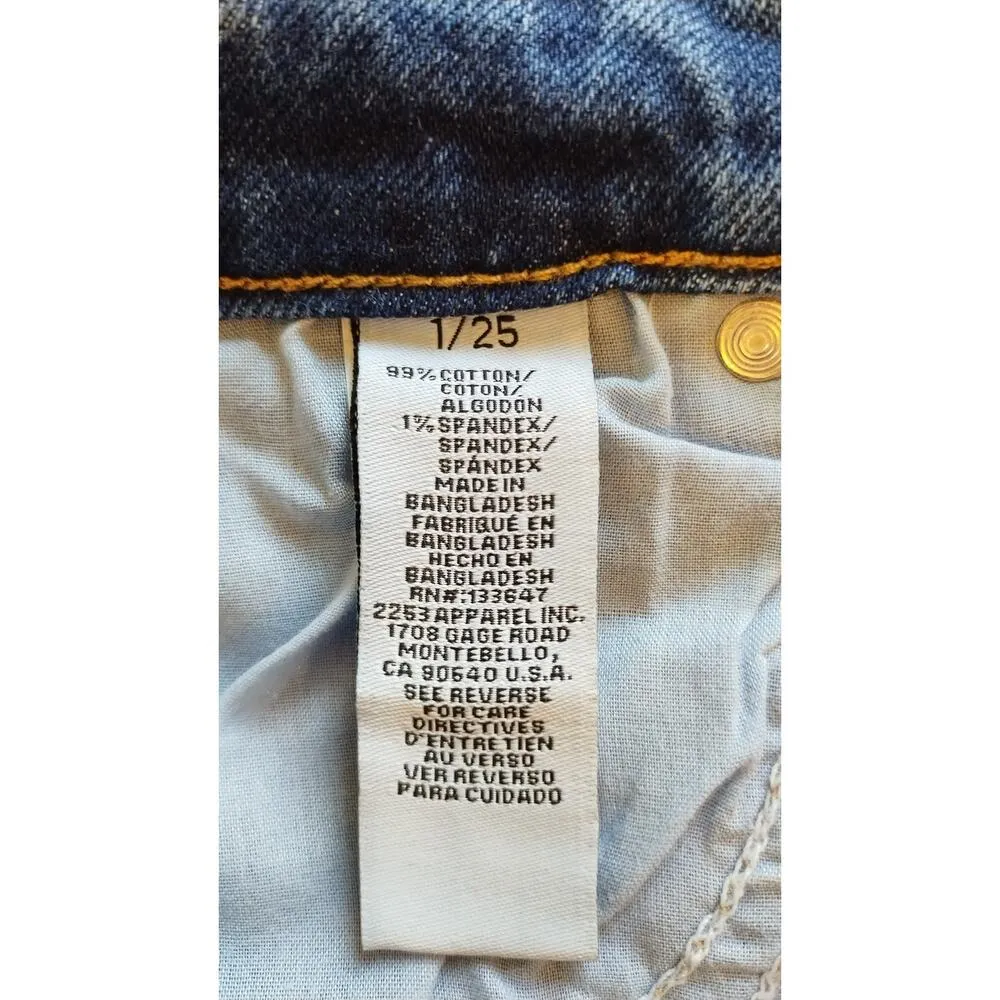 1/25
99% COTTON/
COTON/
ALGODÓN
1% SPANDEX/
SPANDEX/
SPÁNDEX
MADE IN
BANGLADESH
FABRIQUÉ EN
BANGLADESH
HECHO EN
BANGLADESH
RN#:133647
2253 APPAREL INC.
1708 GAGE ROAD
MONTEBELLO,
CA 90640 U.S.A.
SEE REVERSE
FOR CARE
DIRECTIVES
D'ENTRETIEN
AU VERSO
VER REVERSO
PARA CUIDADO